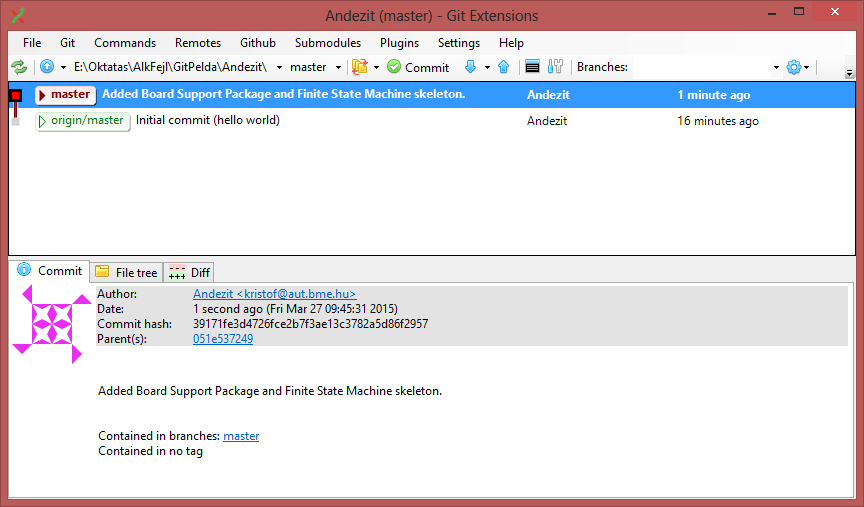 Andezit (master) - Git Extensions
File Git Commands Remotes Github Submodules Plugins Settings Help
E:\Oktatas\AlkFejl\GitPelda\Andezit\ master Commit Branches:
master Added Board Support Package and Finite State Machine skeleton. Andezit 1 minute ago
origin/master Initial commit (hello world) Andezit 16 minutes ago
Commit File tree Diff
Author: Andezit <kristof@aut.bme.hu>
Date: 1 second ago (Fri Mar 27 09:45:31 2015)
Commit hash: 39171fe3d4726fce2b7f3ae13c3782a5d86f2957
Parent(s): 051e537249
Added Board Support Package and Finite State Machine skeleton.
Contained in branches: master
Contained in no tag